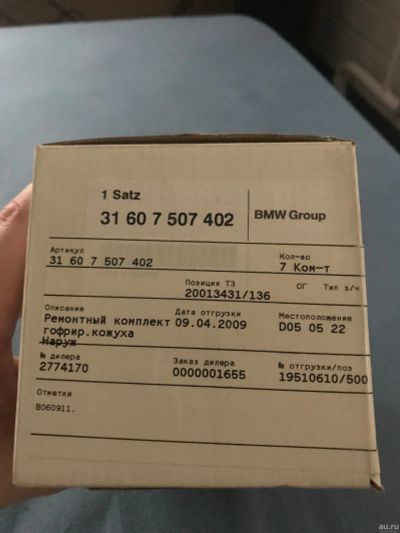 1 Satz
31 60 7 507 402
BMW Group
Артикул
31 60 7 507 402
Кол-во
7 Ком-т
Позиция ТЗ
20013431/136
ОГ Тип з/ч
Описание
Ремонтный комплект
гофрир.кожуха
Наруж
Дата отгрузки
09.04.2009
Местоположение
D05 05 22
№ дилера
2774170
Заказ дилера
0000001655
№ отгрузки/поз
19510610/500
Отметки
B060911.
au.ru